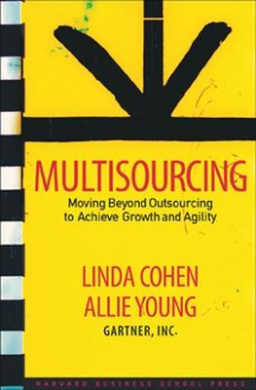 MULTISOURCING
Moving Beyond Outsourcing
to Achieve Growth and Agility
LINDA COHEN
ALLIE YOUNG
GARTNER, INC.
HARVARD BUSINESS SCHOOL PRESS